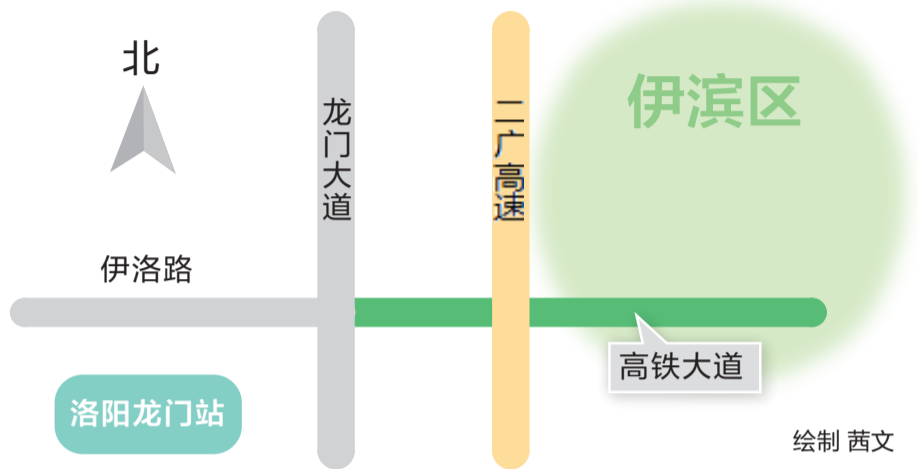 北
龙门大道
二广高速
伊滨区
伊洛路
高铁大道
洛阳龙门站
绘制 茜文